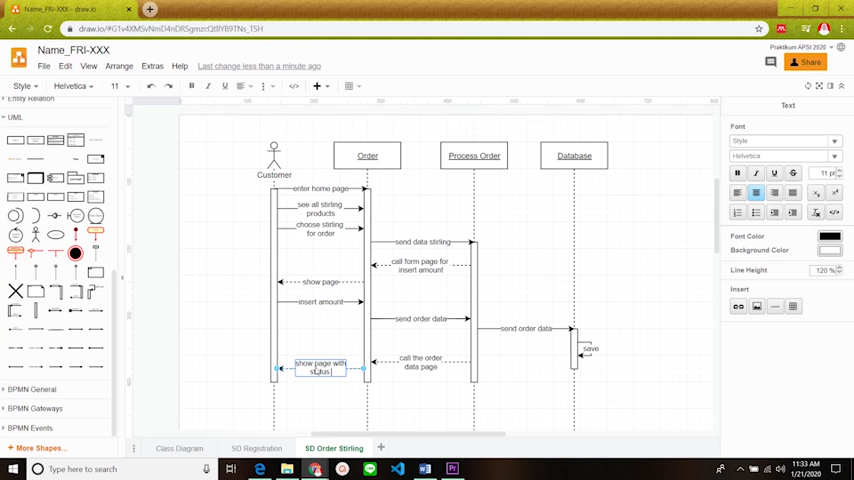 Name_FRI-XXX
draw.io/#G1v4XMSvNmD4nDRSgmzcQtllYB9TNs_TSH
Name_FRI-XXX
Praktikum APSI 2020
File Edit View Arrange Extras Help Last change less than a minute ago
Share
Style Helvetica 11
Text
Entity Relation
UML
Font
Style
Helvetica
11 pt
Font Color
Background Color
Line Height 120 %
Insert
Order
Process Order
Database
Customer
enter home page
see all stirling
products
choose stirling
for order
send data stirling
call form page for
insert amount
show page
insert amount
send order data
send order data
save
call the order
data page
show page with
status
BPMN General
BPMN Gateways
BPMN Events
More Shapes...
Class Diagram SD Registration SD Order Stirling
Type here to search
11:33 AM
1/21/2020